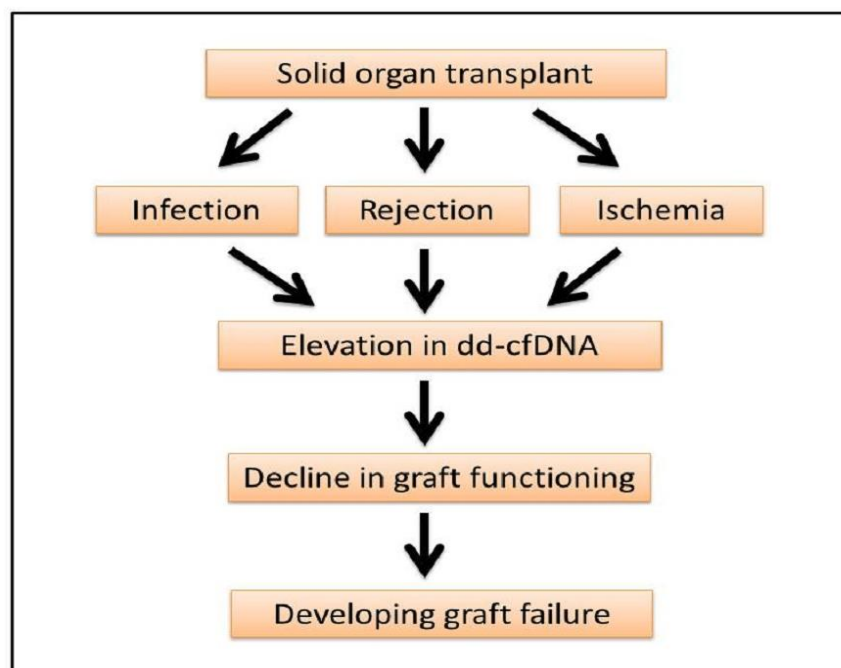 Solid organ transplant
Infection
Rejection
Ischemia
Elevation in dd-cfDNA
Decline in graft functioning
Developing graft failure